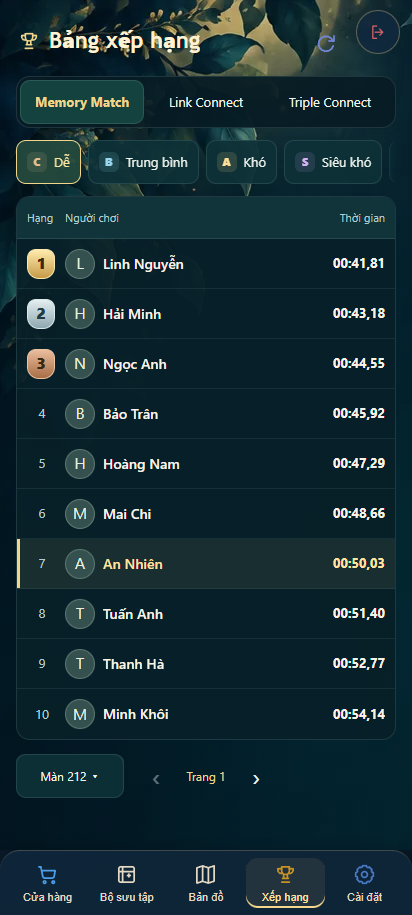 Bảng xếp hạng
Memory Match Link Connect Triple Connect
C Dễ B Trung bình A Khó S Siêu khó
Hạng Người chơi Thời gian
1 L Linh Nguyễn 00:41,81
2 H Hải Minh 00:43,18
3 N Ngọc Anh 00:44,55
4 B Bảo Trân 00:45,92
5 H Hoàng Nam 00:47,29
6 M Mai Chi 00:48,66
7 A An Nhiên 00:50,03
8 T Tuấn Anh 00:51,40
9 T Thanh Hà 00:52,77
10 M Minh Khôi 00:54,14
Màn 212 Trang 1
Cửa hàng Bộ sưu tập Bản đồ Xếp hạng Cài đặt